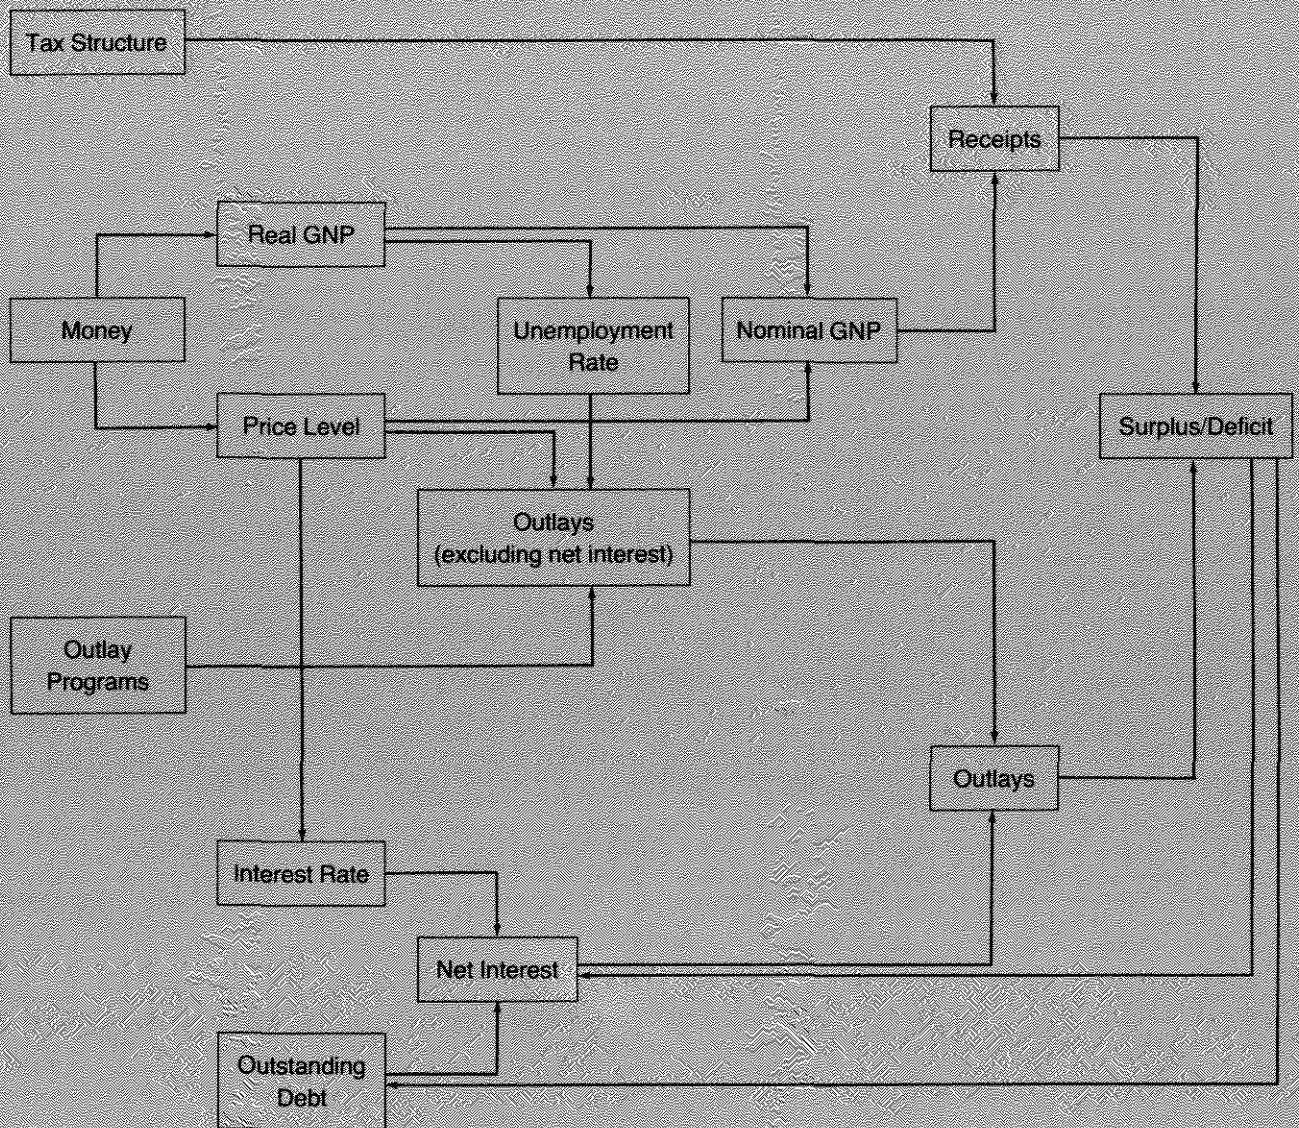 Tax Structure
Receipts
Real GNP
Money
Unemployment
Rate
Nominal GNP
Price Level
Surplus/Deficit
Outlays
(excluding net interest)
Outlay
Programs
Outlays
Interest Rate
Net Interest
Outstanding
Debt